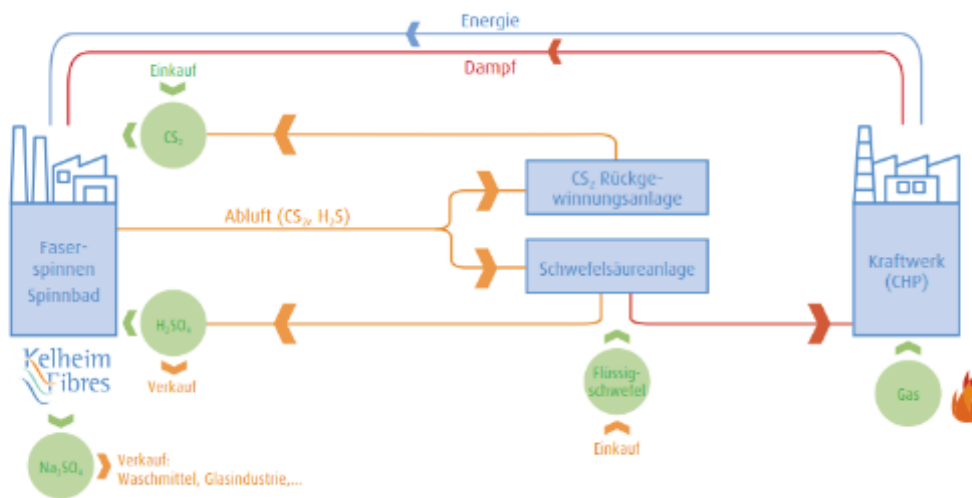 Energie
Dampf
Einkauf
CS₂
CS₂ Rückge-
winnungsanlage
Abluft (CS₂, H₂S)
Faser-
spinnen
Spinnbad
Schwefelsäureanlage
Kraftwerk
(CHP)
H₂SO₄
Kelheim
Fibres
Verkauf
Flüssig-
schwefel
Gas
Einkauf
Na₂SO₄
Verkauf:
Waschmittel, Glasindustrie,...